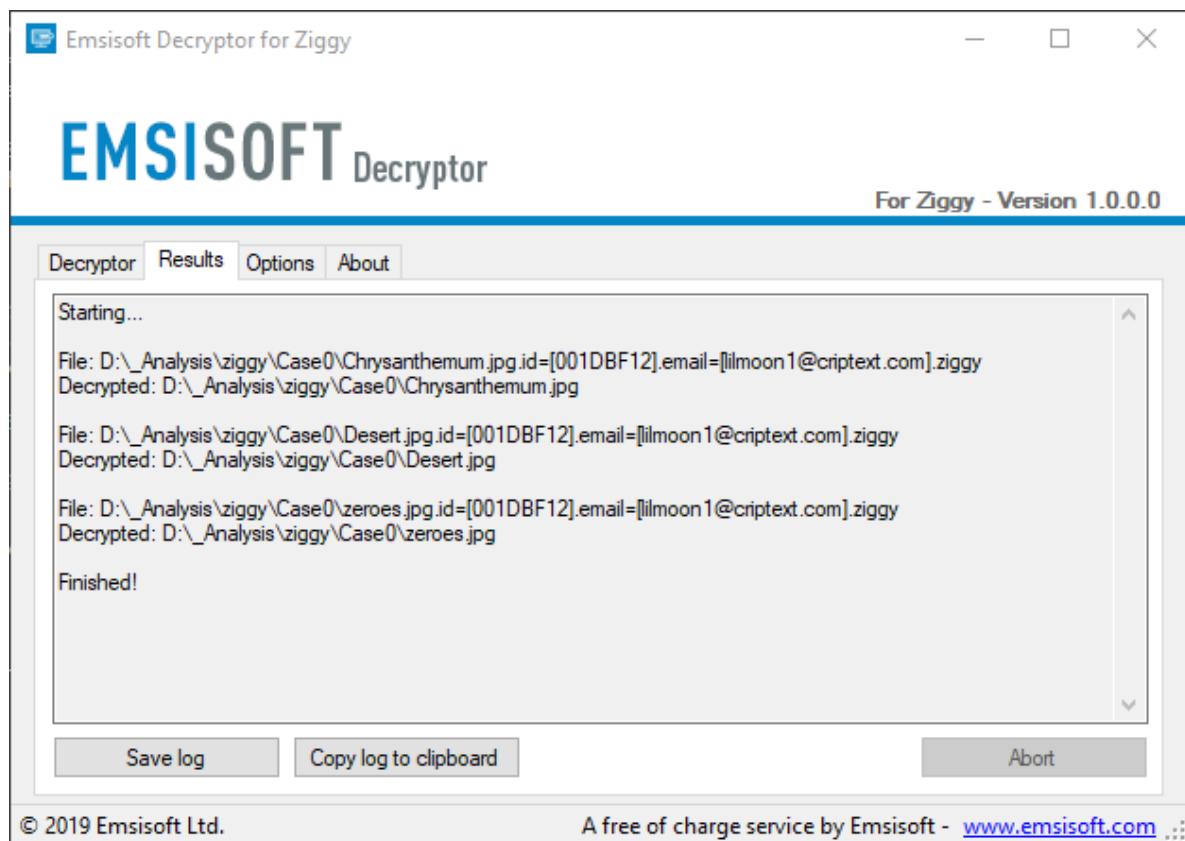 Emsisoft Decryptor for Ziggy
EMSISOFT Decryptor
For Ziggy - Version 1.0.0.0
Decryptor Results Options About
Starting...
File: D:\_Analysis\ziggy\Case0\Chrysanthemum.jpg.id=[001DBF12].email=[lilmoon1@criptext.com].ziggy
Decrypted: D:\_Analysis\ziggy\Case0\Chrysanthemum.jpg
File: D:\_Analysis\ziggy\Case0\Desert.jpg.id=[001DBF12].email=[lilmoon1@criptext.com].ziggy
Decrypted: D:\_Analysis\ziggy\Case0\Desert.jpg
File: D:\_Analysis\ziggy\Case0\zeroes.jpg.id=[001DBF12].email=[lilmoon1@criptext.com].ziggy
Decrypted: D:\_Analysis\ziggy\Case0\zeroes.jpg
Finished!
Save log Copy log to clipboard Abort
© 2019 Emsisoft Ltd. A free of charge service by Emsisoft - www.emsisoft.com